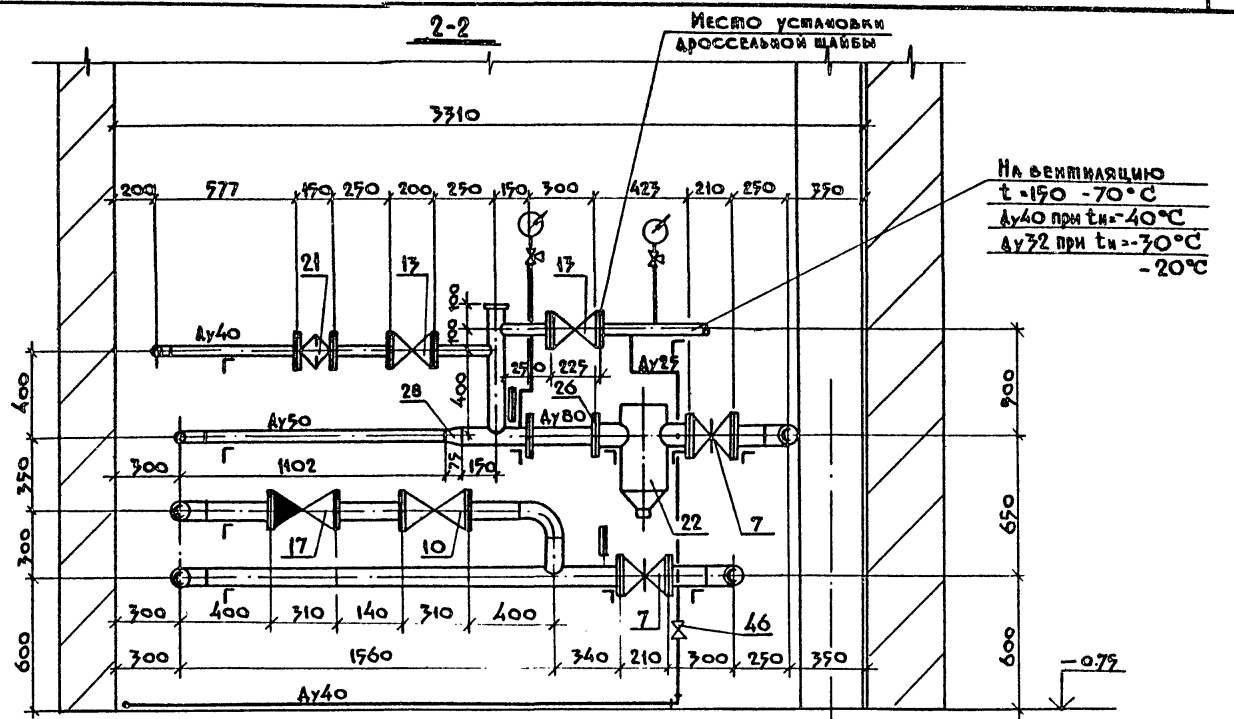 2-2
Место установки
дроссельной шайбы
3310
200 577 150 250 200 250 150 300 423 210 250 350
На вентиляцию
t =150 -70°С
Ду40 при tн=-40°С
Ду32 при tн=-30°С
-20°С
21 13 13
100
100
Ду40
250 225 Ду25
400 400 500
28 26
Ду50 Ду80
300 1102 75 150
350
17 10 22 7
650
300
300 400 310 140 310 400 7 46
600 300 1560 340 210 300 250 350 600
-0.75
Ду40